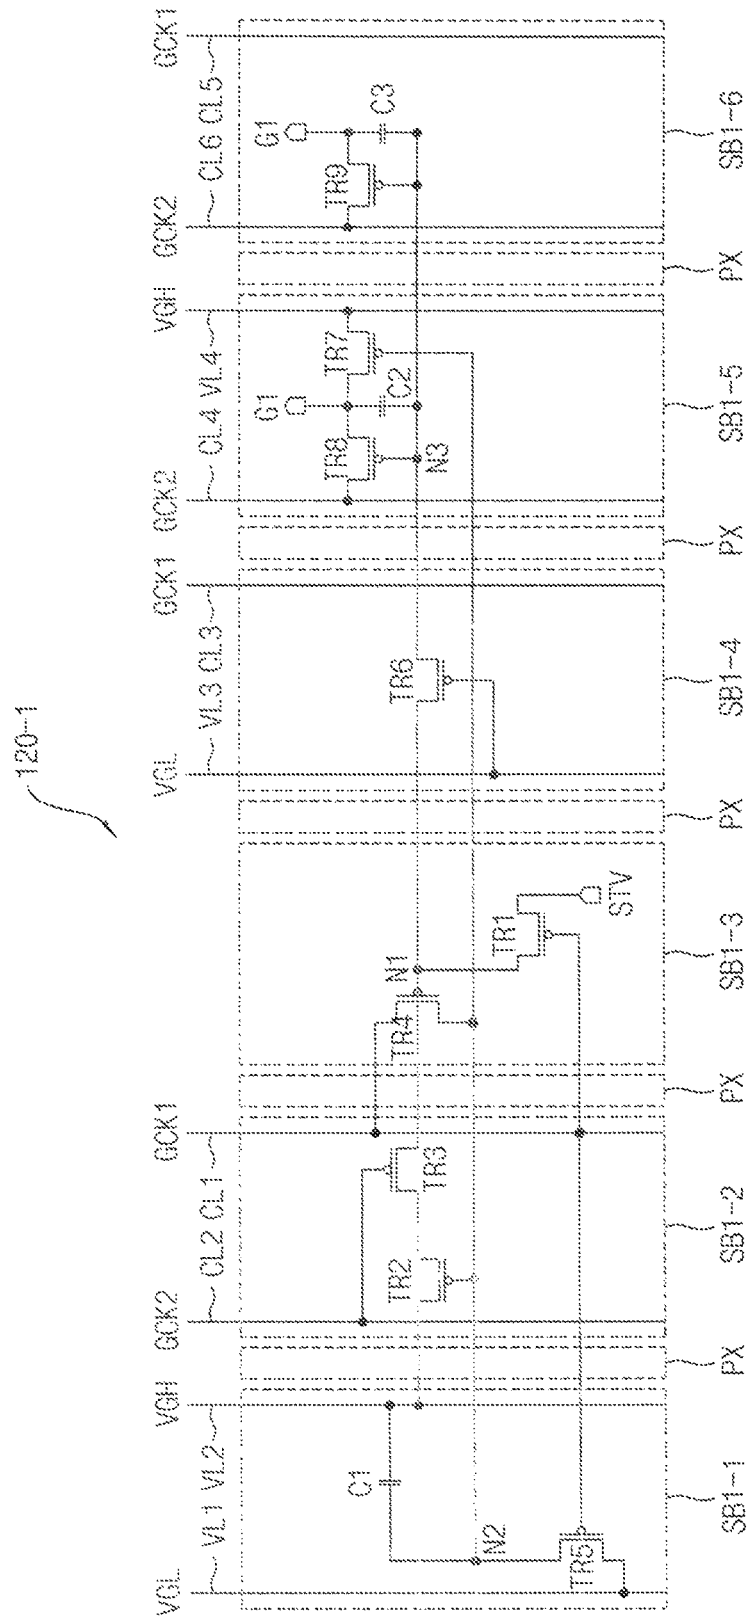 120-1
VGL
VGH
GCK2
GCK1
VGL
GCK1
GCK2
VGH
GCK2
GCK1
VL1 VL2
CL2 CL1
VL3 CL3
CL4 VL4
CL6 CL5
C1
N2
TR5
TR2
TR3
TR4
N1
TR1
STV
TR6
TR8
G1
C2
N3
TR7
TR9
G1
C3
SB1-1
PX
SB1-2
PX
SB1-3
PX
SB1-4
PX
SB1-5
PX
SB1-6